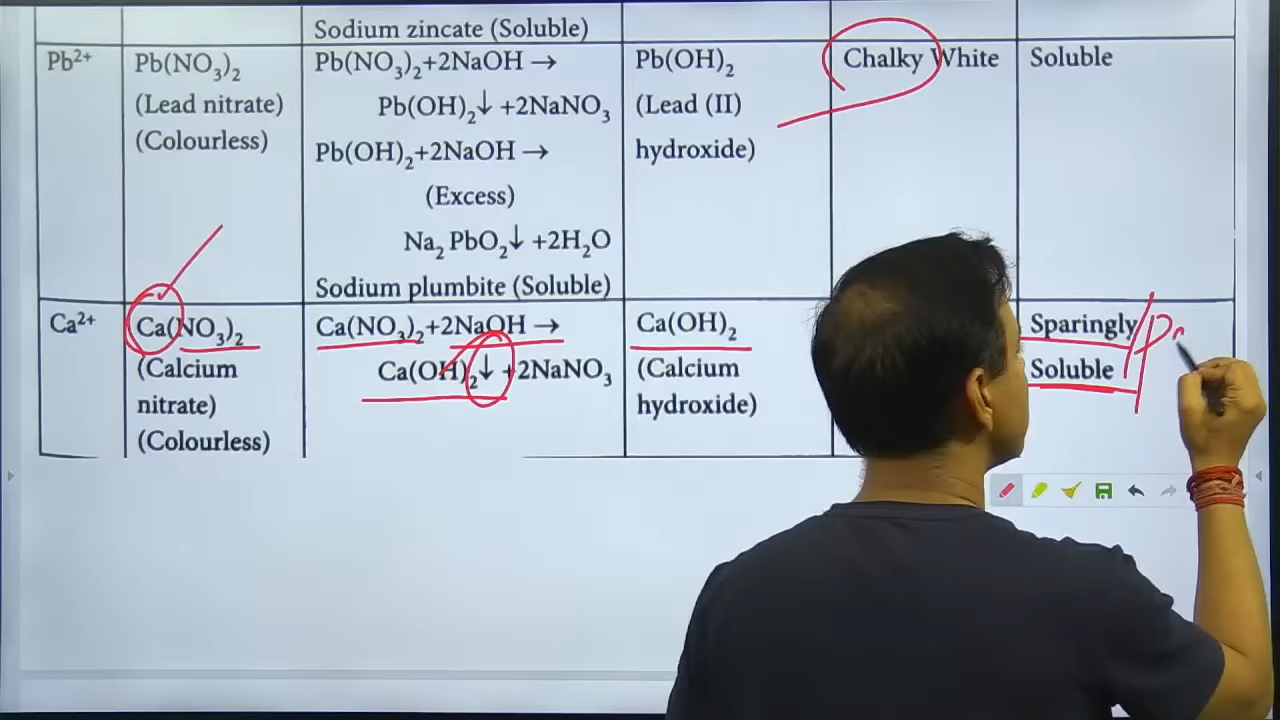 Sodium zincate (Soluble)
Pb²⁺
Pb(NO₃)₂
(Lead nitrate)
(Colourless)
Pb(NO₃)₂+2NaOH →
Pb(OH)₂↓ +2NaNO₃
Pb(OH)₂+2NaOH →
(Excess)
Na₂ PbO₂↓ +2H₂O
Sodium plumbite (Soluble)
Pb(OH)₂
(Lead (II)
hydroxide)
Chalky White
Soluble
Ca²⁺
Ca(NO₃)₂
(Calcium
nitrate)
(Colourless)
Ca(NO₃)₂+2NaOH →
Ca(OH)₂↓ +2NaNO₃
Ca(OH)₂
(Calcium
hydroxide)
Sparingly
Soluble